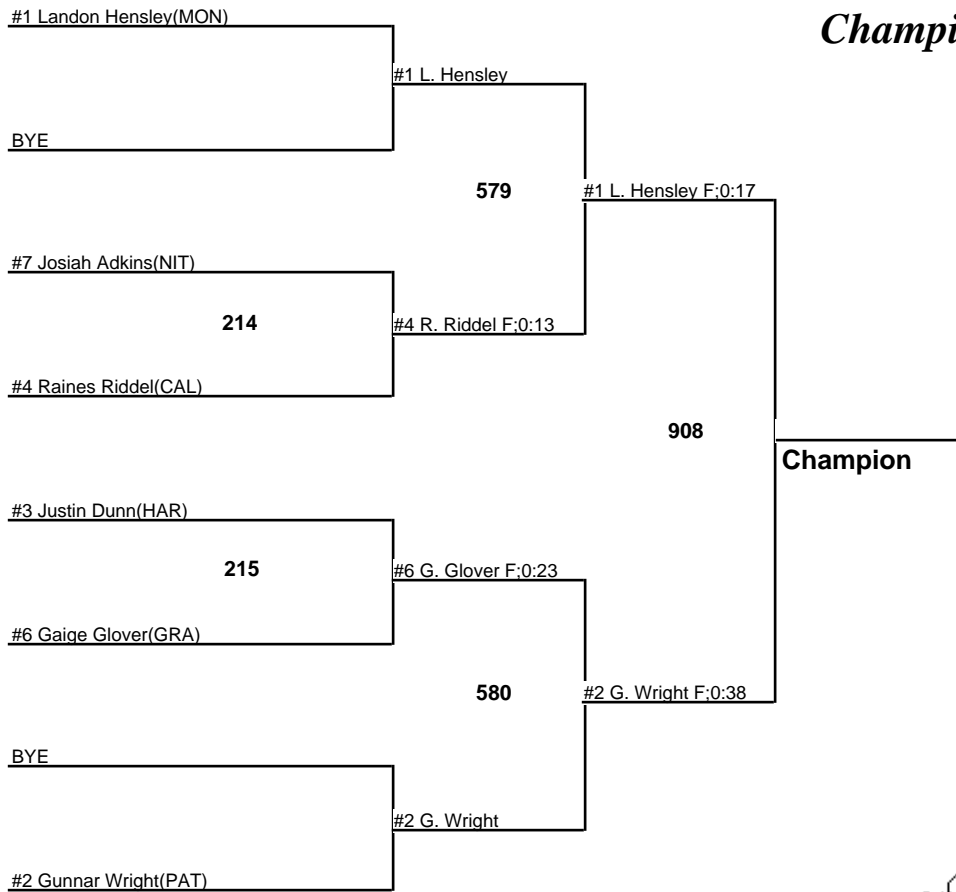 #1 Landon Hensley(MON)
Champi
#1 L. Hensley
BYE
579
#1 L. Hensley F;0:17
#7 Josiah Adkins(NIT)
214
#4 R. Riddel F;0:13
#4 Raines Riddel(CAL)
908
Champion
#3 Justin Dunn(HAR)
215
#6 G. Glover F;0:23
#6 Gaige Glover(GRA)
580
#2 G. Wright F;0:38
BYE
#2 G. Wright
#2 Gunnar Wright(PAT)